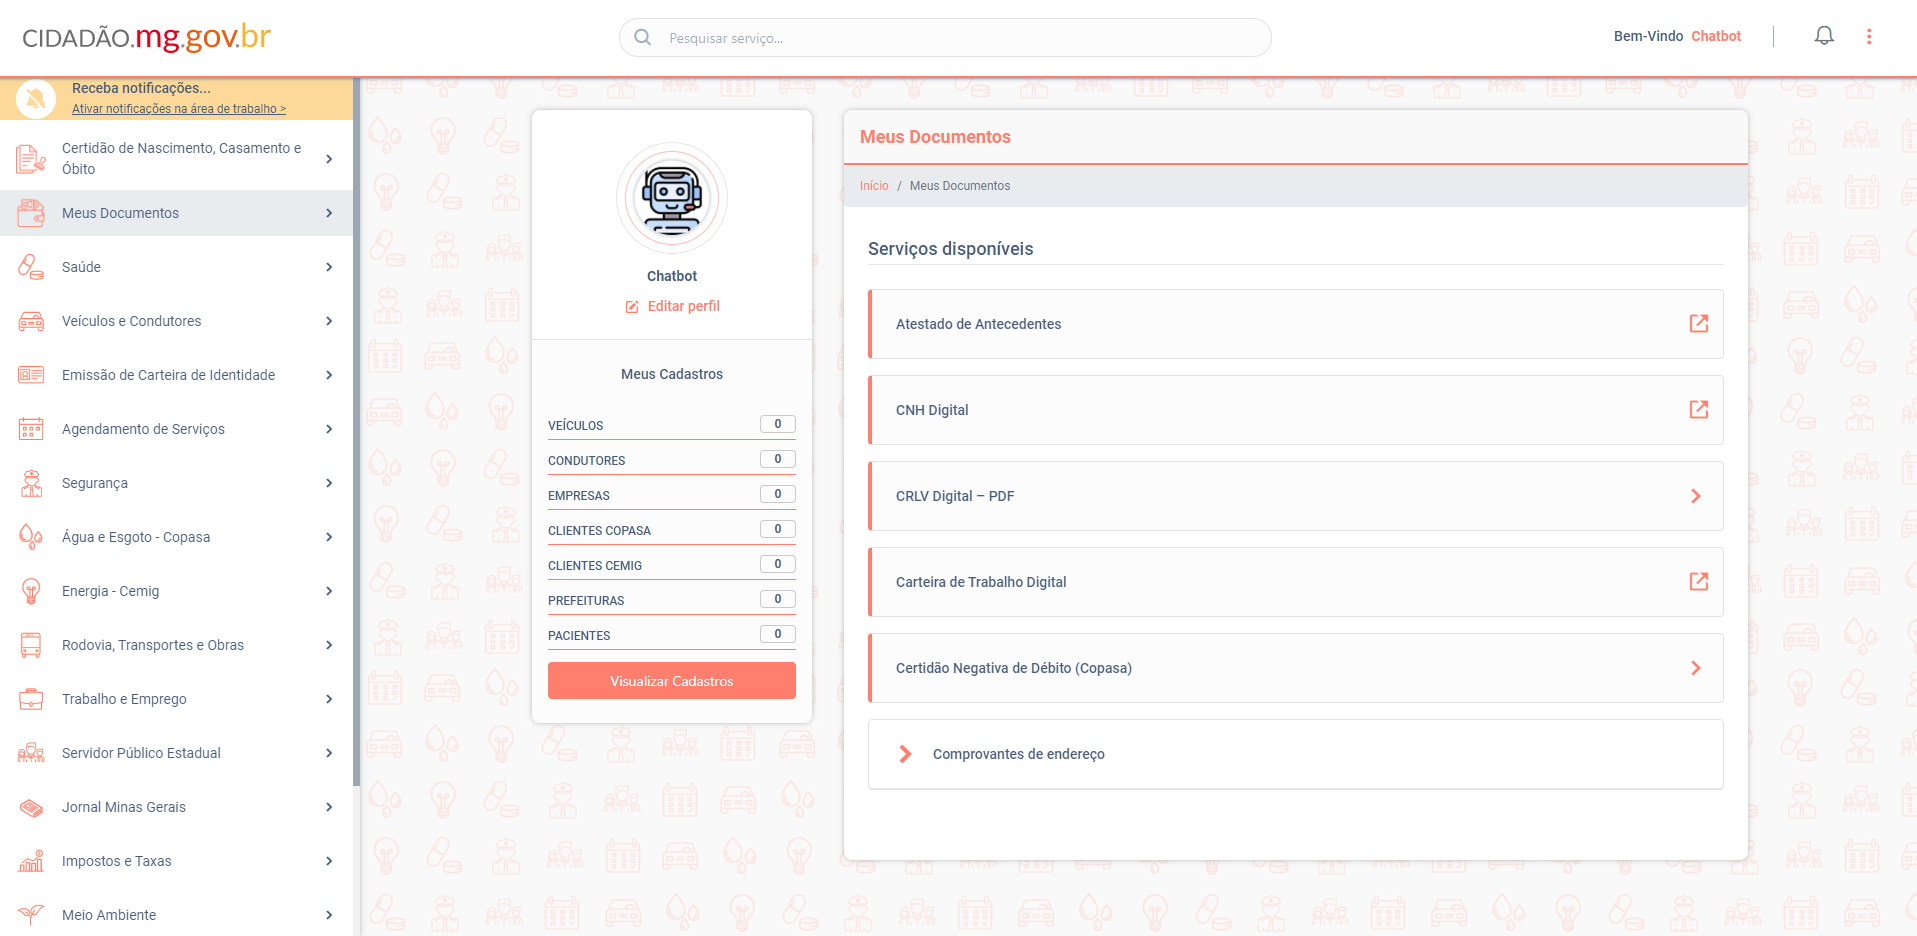 CIDADÃO.mg.gov.br
Pesquisar serviço...
Bem-Vindo Chatbot
Receba notificações...
Ativar notificações na área de trabalho >
Certidão de Nascimento, Casamento e
Óbito
Meus Documentos
Saúde
Veículos e Condutores
Emissão de Carteira de Identidade
Agendamento de Serviços
Segurança
Água e Esgoto - Copasa
Energia - Cemig
Rodovia, Transportes e Obras
Trabalho e Emprego
Servidor Público Estadual
Jornal Minas Gerais
Impostos e Taxas
Meio Ambiente
Chatbot
Editar perfil
Meus Cadastros
VEÍCULOS 0
CONDUTORES 0
EMPRESAS 0
CLIENTES COPASA 0
CLIENTES CEMIG 0
PREFEITURAS 0
PACIENTES 0
Visualizar Cadastros
Meus Documentos
Início / Meus Documentos
Serviços disponíveis
Atestado de Antecedentes
CNH Digital
CRLV Digital – PDF
Carteira de Trabalho Digital
Certidão Negativa de Débito (Copasa)
Comprovantes de endereço